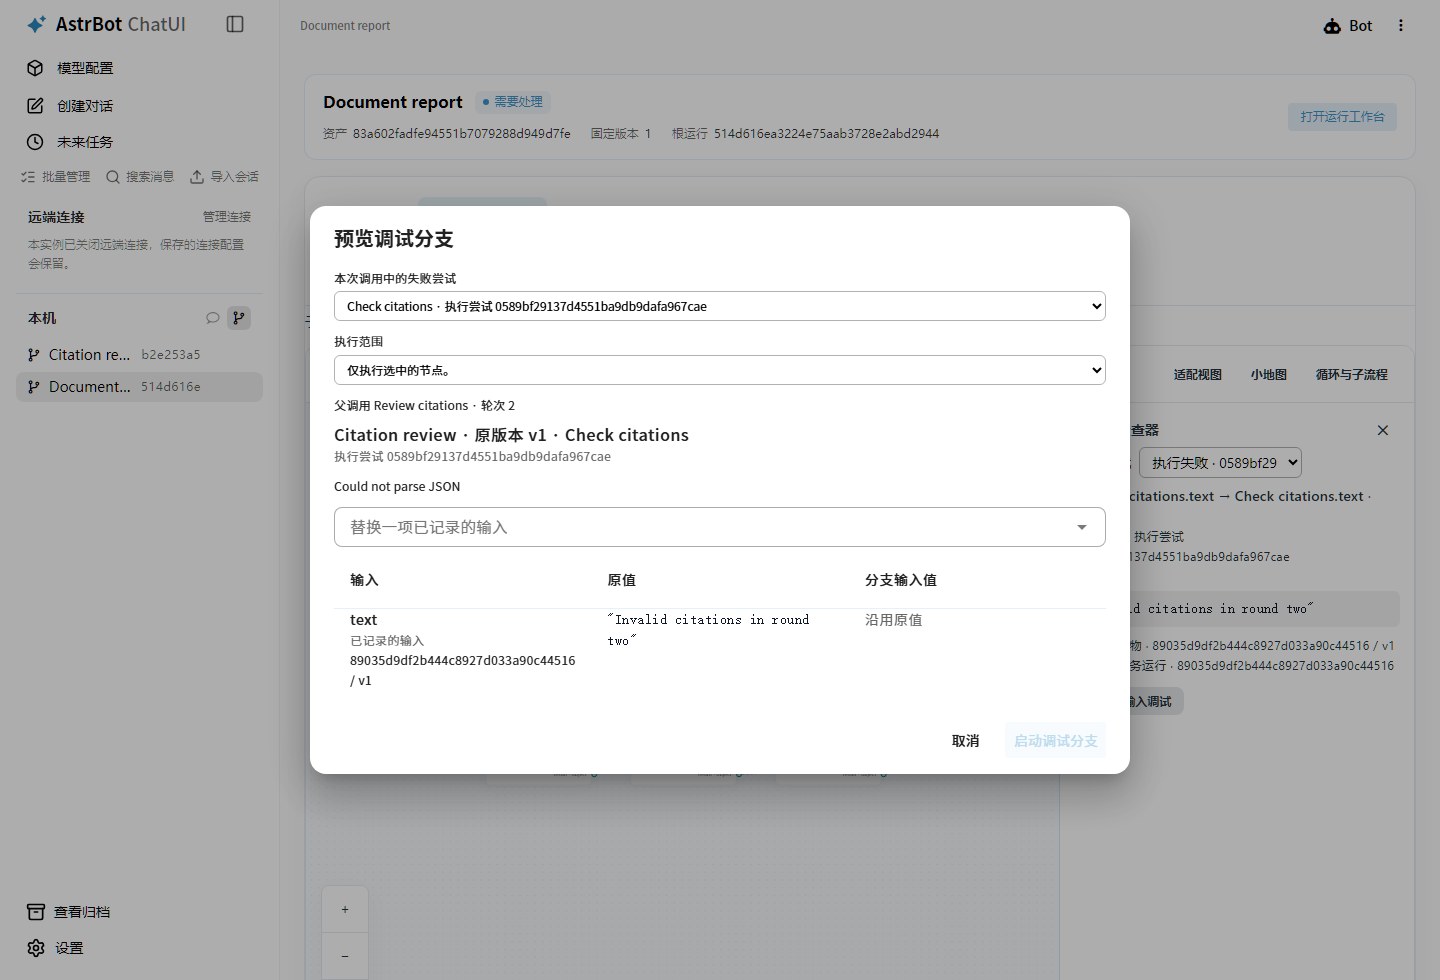 AstrBot ChatUI
Document report
Bot
模型配置
创建对话
未来任务
批量管理 搜索消息 导入会话
远端连接 管理连接
本实例已关闭远端连接，保存的连接配置
会保留。
本机
Citation re... b2e253a5
Document... 514d616e
查看归档
设置
Document report 需要处理
资产 83a602fadfe94551b7079288d949d7fe 固定版本 1 根运行 514d616ea3224e75aab3728e2abd2944
打开运行工作台
适配视图 小地图 循环与子流程
查器
执行失败 · 0589bf29
citations.text → Check citations.text ·
执行尝试
137d4551ba9db9dafa967cae
d citations in round two"
物 · 89035d9df2b444c8927d033a90c44516 / v1
务运行 · 89035d9df2b444c8927d033a90c44516
输入调试
预览调试分支
本次调用中的失败尝试
Check citations · 执行尝试 0589bf29137d4551ba9db9dafa967cae
执行范围
仅执行选中的节点。
父调用 Review citations · 轮次 2
Citation review · 原版本 v1 · Check citations
执行尝试 0589bf29137d4551ba9db9dafa967cae
Could not parse JSON
替换一项已记录的输入
输入 原值 分支输入值
text "Invalid citations in round 沿用原值
已记录的输入 two"
89035d9df2b444c8927d033a90c44516
/ v1
取消 启动调试分支
+
−